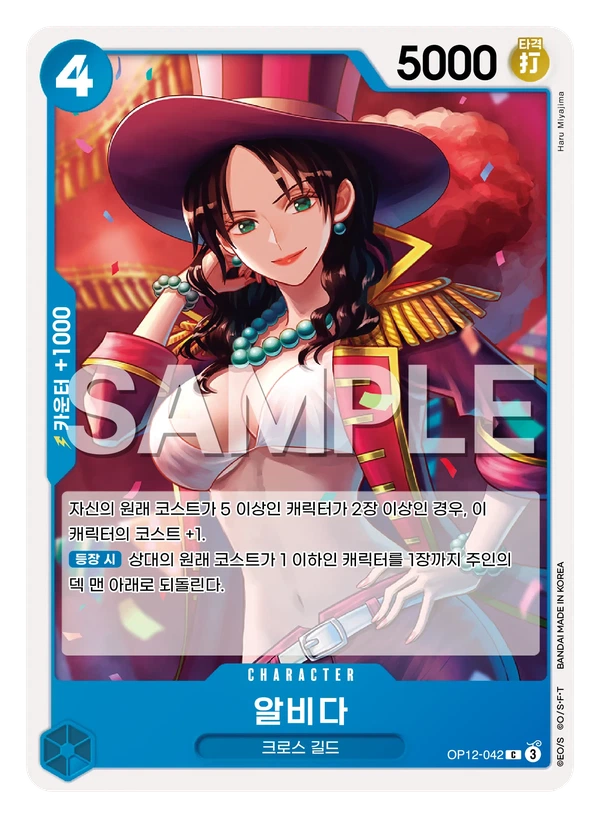 4
5000
타격
打
Haru Miyajima
카운터 +1000
SAMPLE
자신의 원래 코스트가 5 이상인 캐릭터가 2장 이상인 경우, 이
캐릭터의 코스트 +1.
등장 시 상대의 원래 코스트가 1 이하인 캐릭터를 1장까지 주인의
덱 맨 아래로 되돌린다.
CHARACTER
알비다
크로스 길드
OP12-042 C 3
©EO/S ©O/S·F·T BANDAI MADE IN KOREA